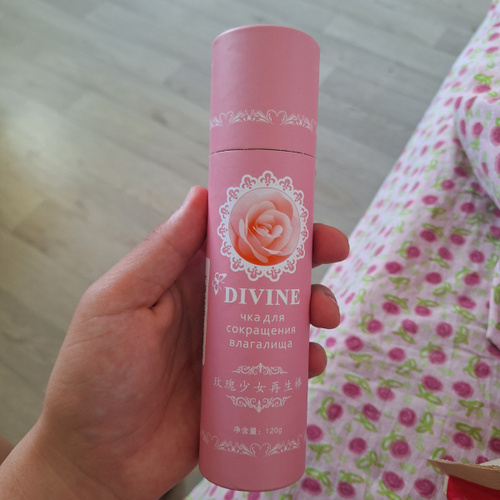 DIVINE
чка для
сокращения
влагалища
玫瑰少女再生棒
净含量：120g